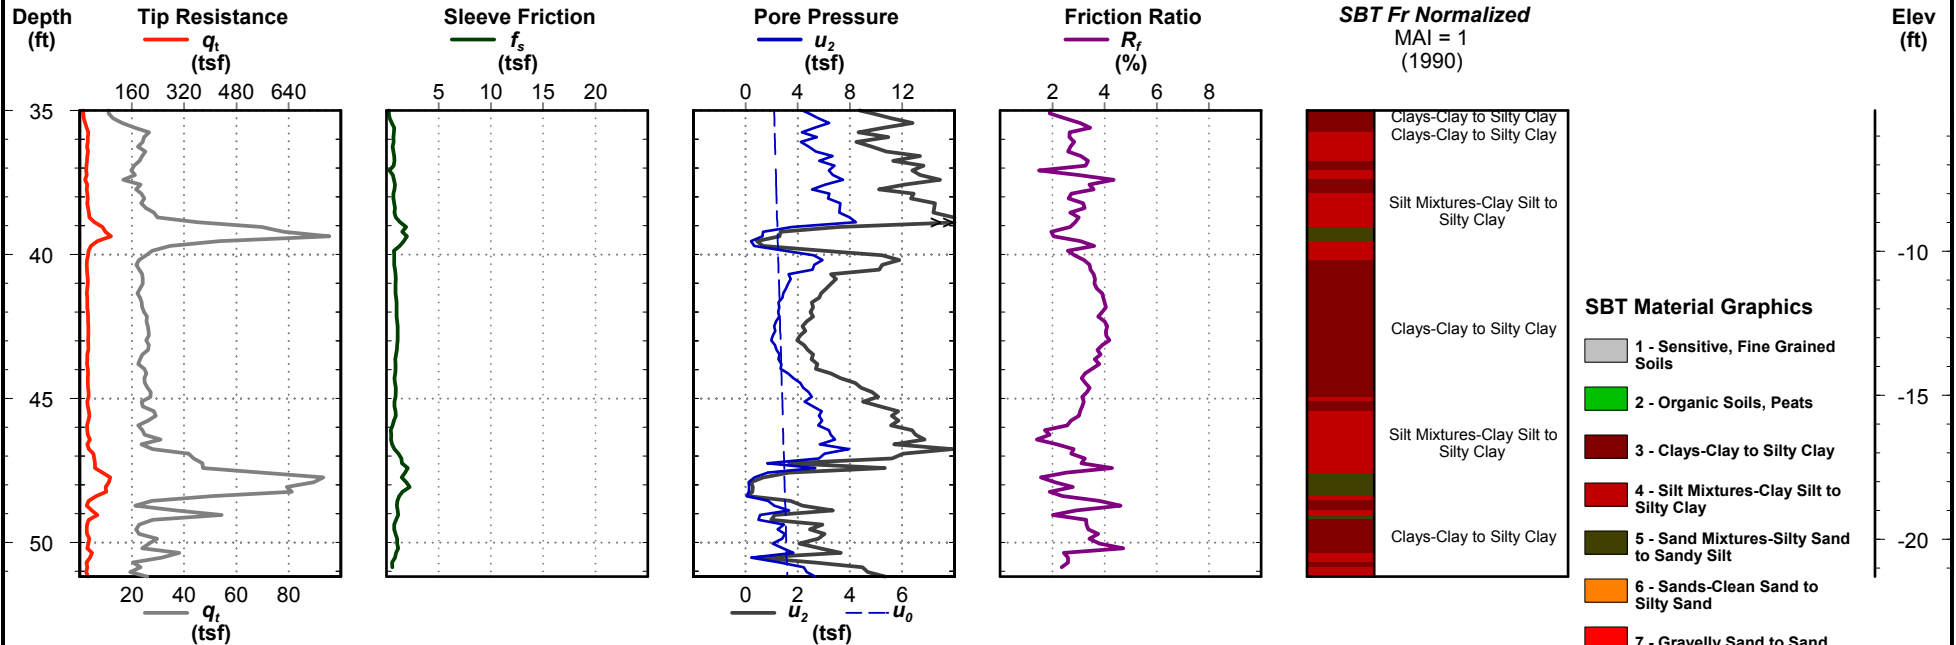 Depth
(ft)
Tip Resistance
qt
(tsf)
160 320 480 640
Sleeve Friction
fs
(tsf)
5 10 15 20
Pore Pressure
u2
(tsf)
0 4 8 12
Friction Ratio
Rf
(%)
2 4 6 8
SBT Fr Normalized
MAI = 1
(1990)
Elev
(ft)
35
40
45
50
>>
Clays-Clay to Silty Clay
Clays-Clay to Silty Clay
Silt Mixtures-Clay Silt to
Silty Clay
Clays-Clay to Silty Clay
Silt Mixtures-Clay Silt to
Silty Clay
Clays-Clay to Silty Clay
-10
-15
-20
SBT Material Graphics
1 - Sensitive, Fine Grained
Soils
2 - Organic Soils, Peats
3 - Clays-Clay to Silty Clay
4 - Silt Mixtures-Clay Silt to
Silty Clay
5 - Sand Mixtures-Silty Sand
to Sandy Silt
6 - Sands-Clean Sand to
Silty Sand
7 - Gravelly Sand to Sand
20 40 60 80
qt
(tsf)
0 2 4 6
u2 u0
(tsf)